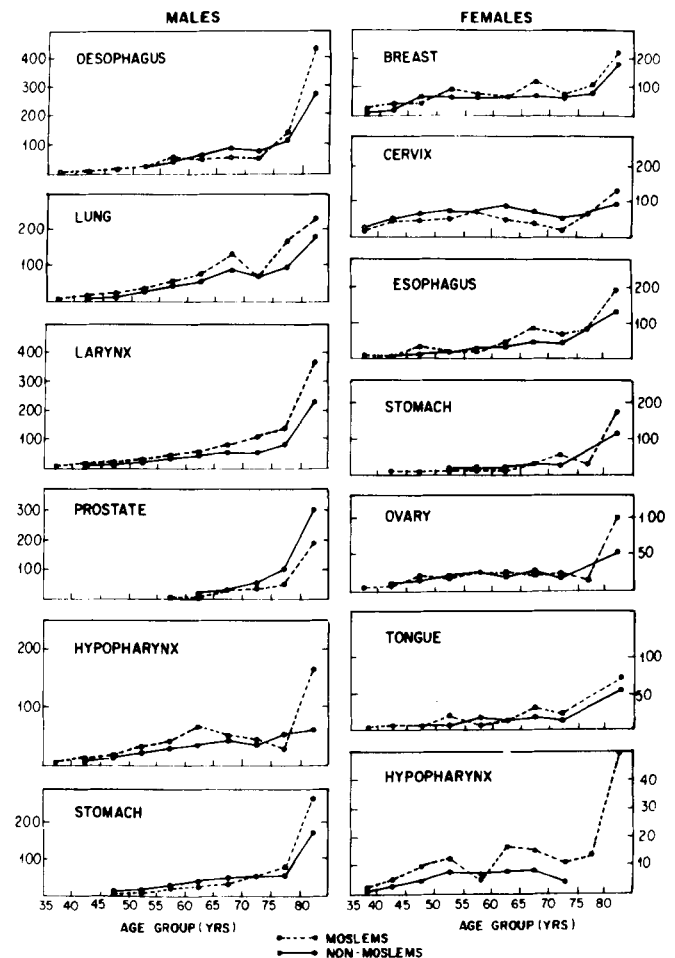 MALES
OESOPHAGUS
400
300
200
100
LUNG
200
100
LARYNX
400
300
200
100
PROSTATE
300
200
100
HYPOPHARYNX
200
100
STOMACH
200
100
35 40 45 50 55 60 65 70 75 80
AGE GROUP (YRS)
FEMALES
BREAST
200
100
CERVIX
200
100
ESOPHAGUS
200
100
STOMACH
200
100
OVARY
100
50
TONGUE
100
50
HYPOPHARYNX
40
30
20
10
35 40 45 50 55 60 65 70 75 80
AGE GROUP (YRS)
MOSLEMS
NON-MOSLEMS